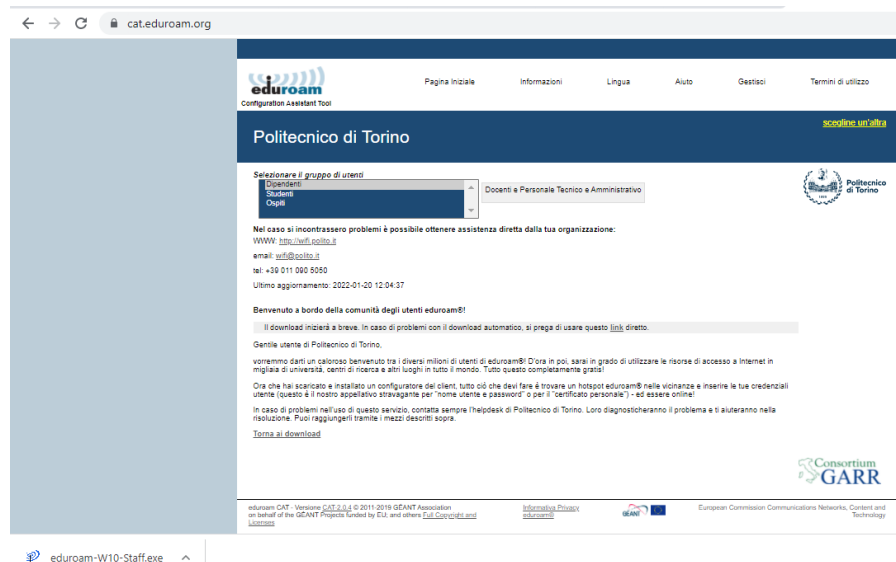 cat.eduroam.org
eduroam
Configuration Assistant Tool
Pagina Iniziale Informazioni Lingua Aiuto Gestisci Termini di utilizzo
Politecnico di Torino
scegline un'altra
Selezionare il gruppo di utenti
Dipendenti
Studenti
Ospiti
Docenti e Personale Tecnico e Amministrativo
Politecnico
di Torino
Nel caso si incontrassero problemi è possibile ottenere assistenza diretta dalla tua organizzazione:
WWW: http://wifi.polito.it
email: wifi@polito.it
tel: +39 011 090 5050
Ultimo aggiornamento: 2022-01-20 12:04:37
Benvenuto a bordo della comunità degli utenti eduroam®!
Il download inizierà a breve. In caso di problemi con il download automatico, si prega di usare questo link diretto.
Gentile utente di Politecnico di Torino,
vorremmo darti un caloroso benvenuto tra i diversi milioni di utenti di eduroam®! D'ora in poi, sarai in grado di utilizzare le risorse di accesso a Internet in
migliaia di università, centri di ricerca e altri luoghi in tutto il mondo. Tutto questo completamente gratis!
Ora che hai scaricato e installato un configuratore del client, tutto ciò che devi fare é trovare un hotspot eduroam® nelle vicinanze e inserire le tue credenziali
utente (questo è il nostro appellativo stravagante per "nome utente e password" o per il "certificato personale") - ed essere online!
In caso di problemi nell'uso di questo servizio, contatta sempre l'helpdesk di Politecnico di Torino. Loro diagnosticheranno il problema e ti aiuteranno nella
risoluzione. Puoi raggiungerli tramite i mezzi descritti sopra.
Torna ai download
Consortium
GARR
eduroam CAT - Versione CAT-2.0.4 © 2011-2019 GÉANT Association
on behalf of the GÉANT Projects funded by EU; and others Full Copyright and
Licenses
Informativa Privacy
eduroam®
GÉANT
European Commission Communications Networks, Content and
Technology
eduroam-W10-Staff.exe